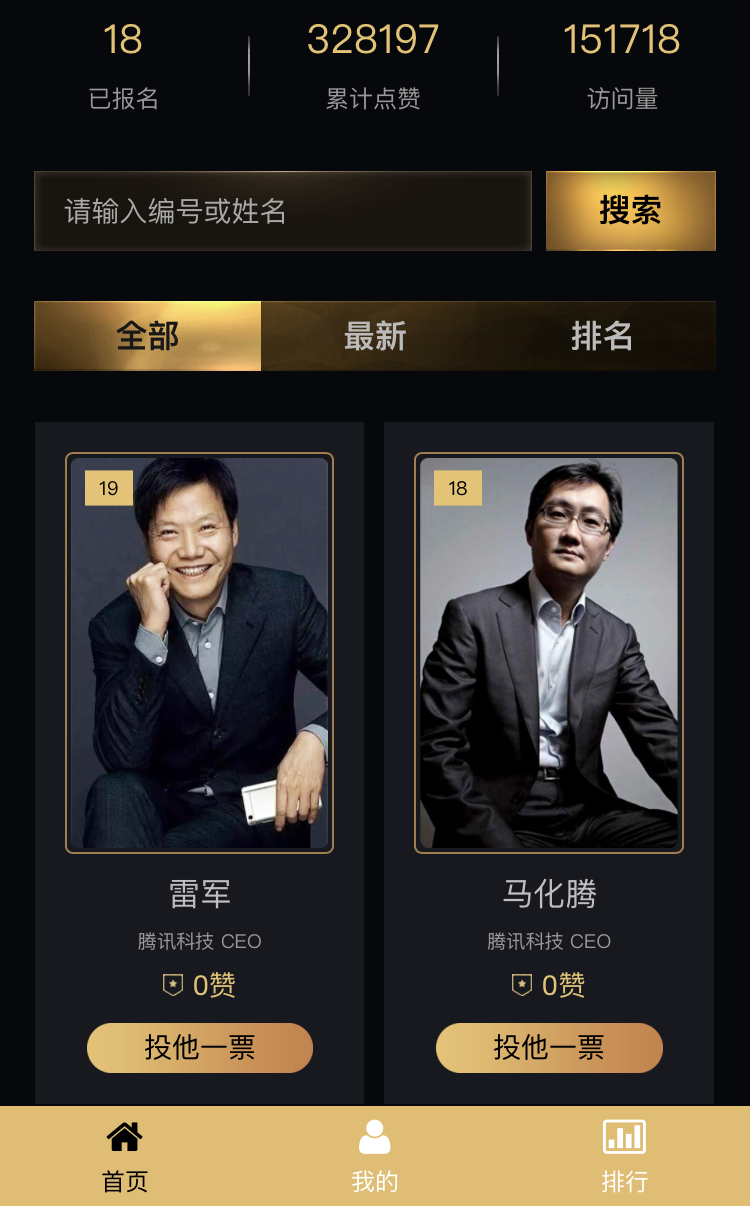 18 328197 151718
已报名 累计点赞 访问量
请输入编号或姓名 搜索
全部 最新 排名
19 18
雷军 马化腾
腾讯科技 CEO 腾讯科技 CEO
0赞 0赞
投他一票 投他一票
首页 我的 排行